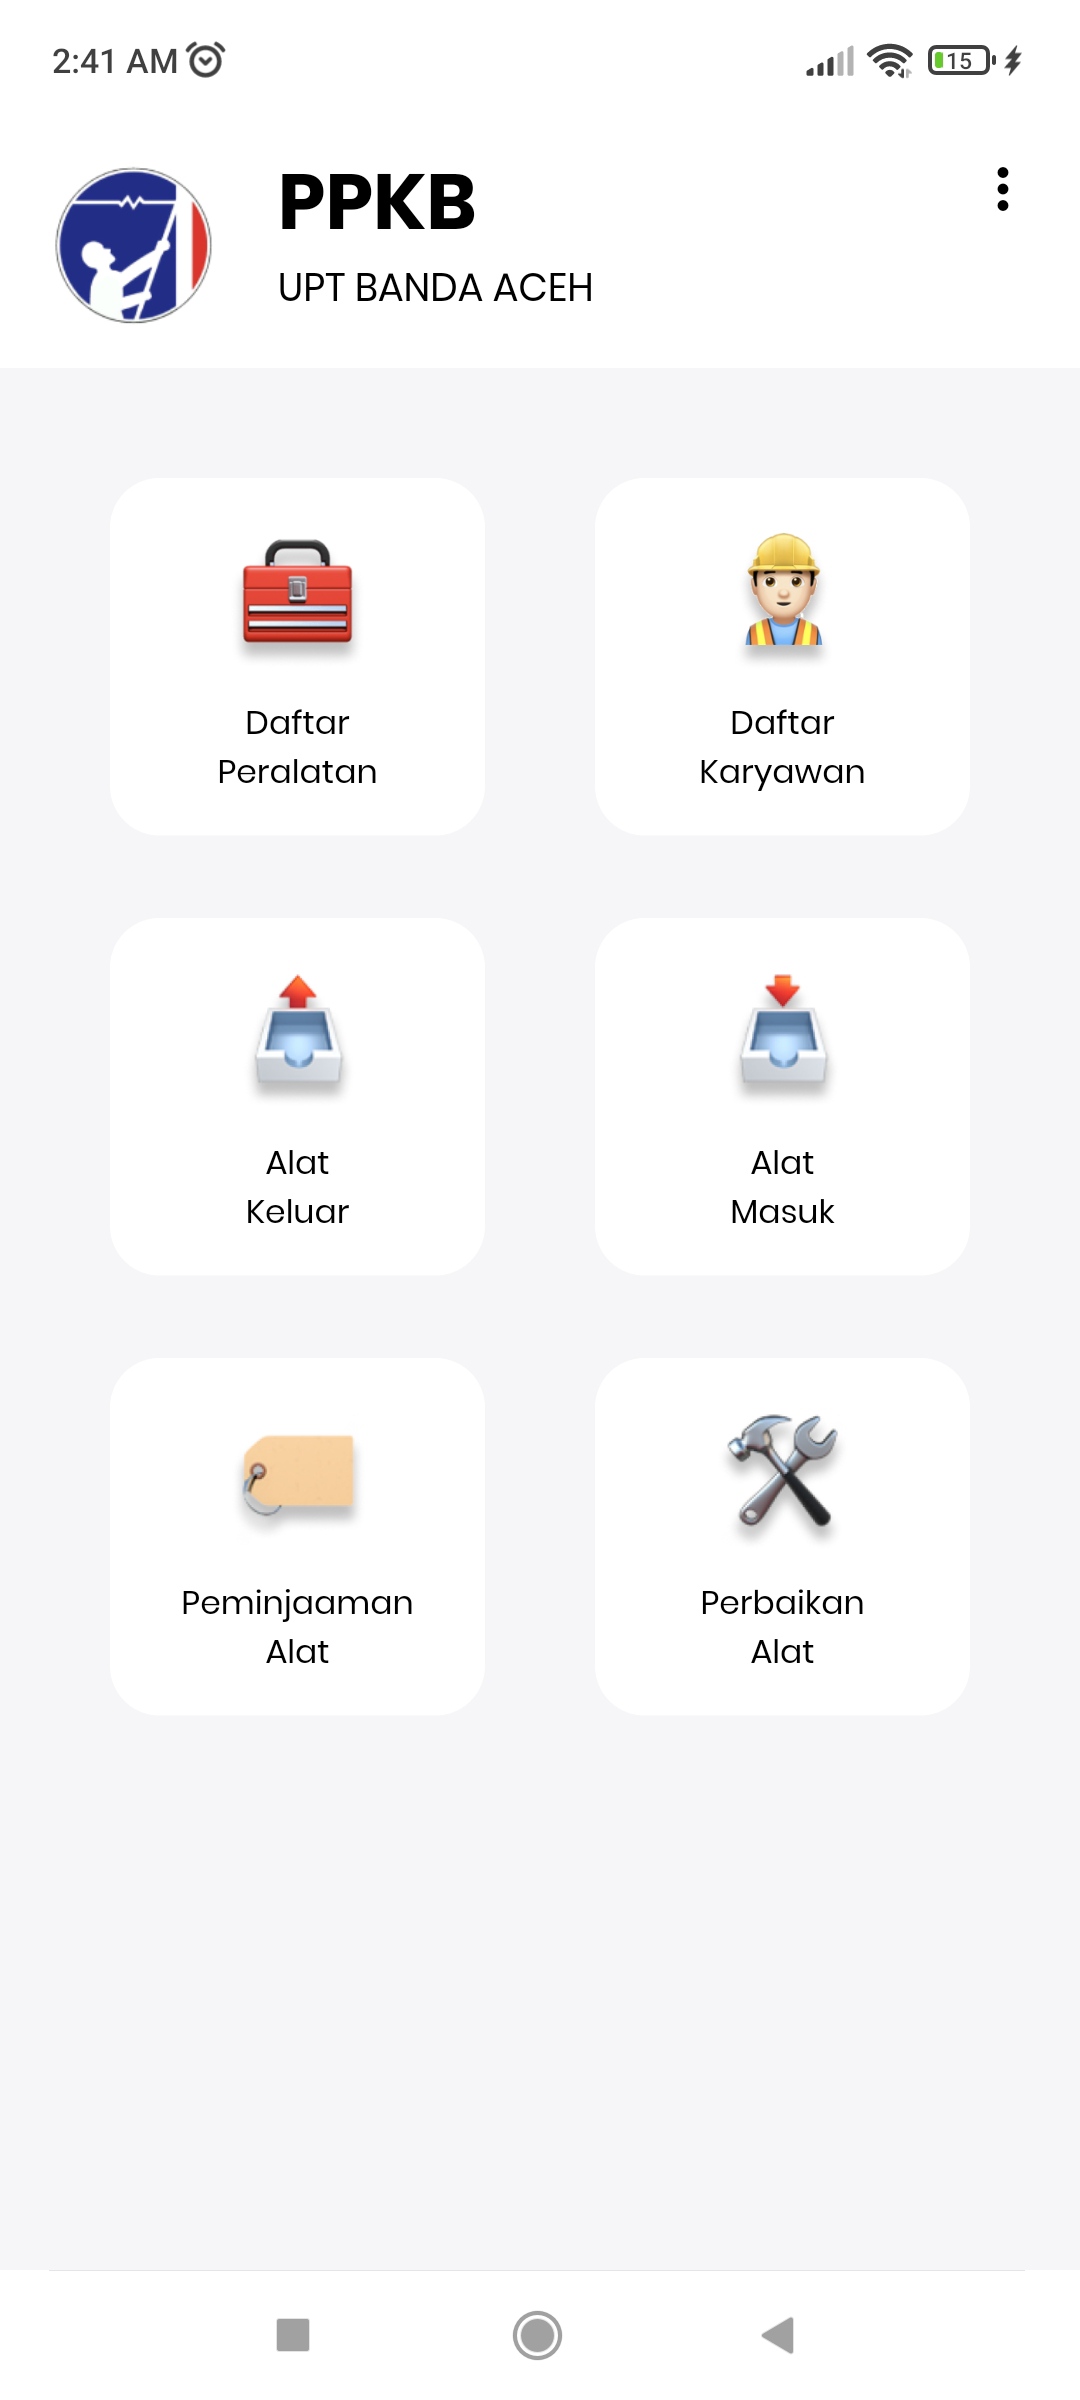 2:41 AM
15
PPKB
UPT BANDA ACEH
Daftar
Peralatan
Daftar
Karyawan
Alat
Keluar
Alat
Masuk
Peminjaaman
Alat
Perbaikan
Alat